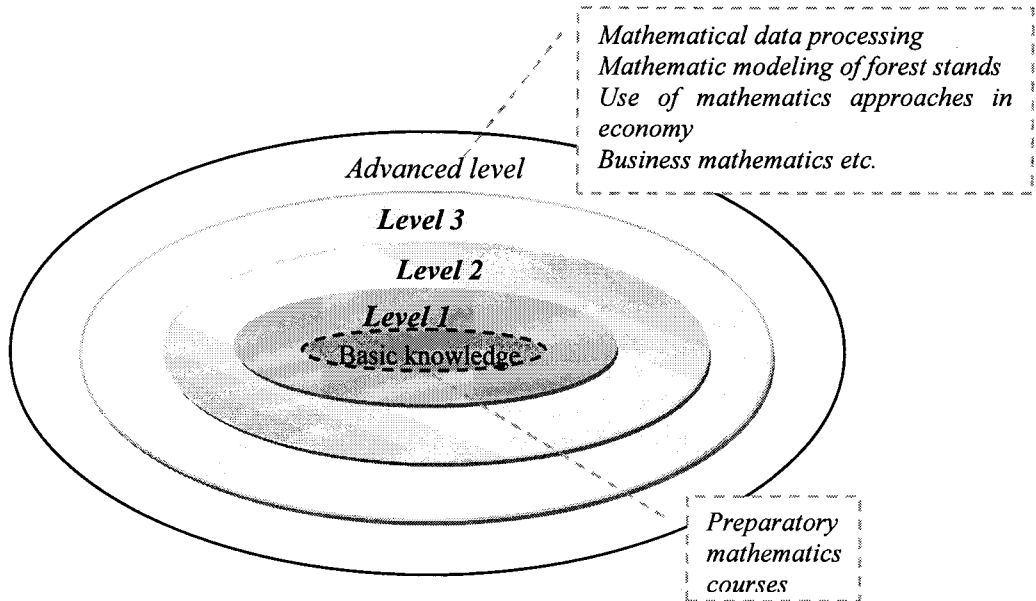 Mathematical data processing
Mathematic modeling of forest stands
Use of mathematics approaches in
economy
Business mathematics etc.
Advanced level
Level 3
Level 2
Level 1
Basic knowledge
Preparatory
mathematics
courses